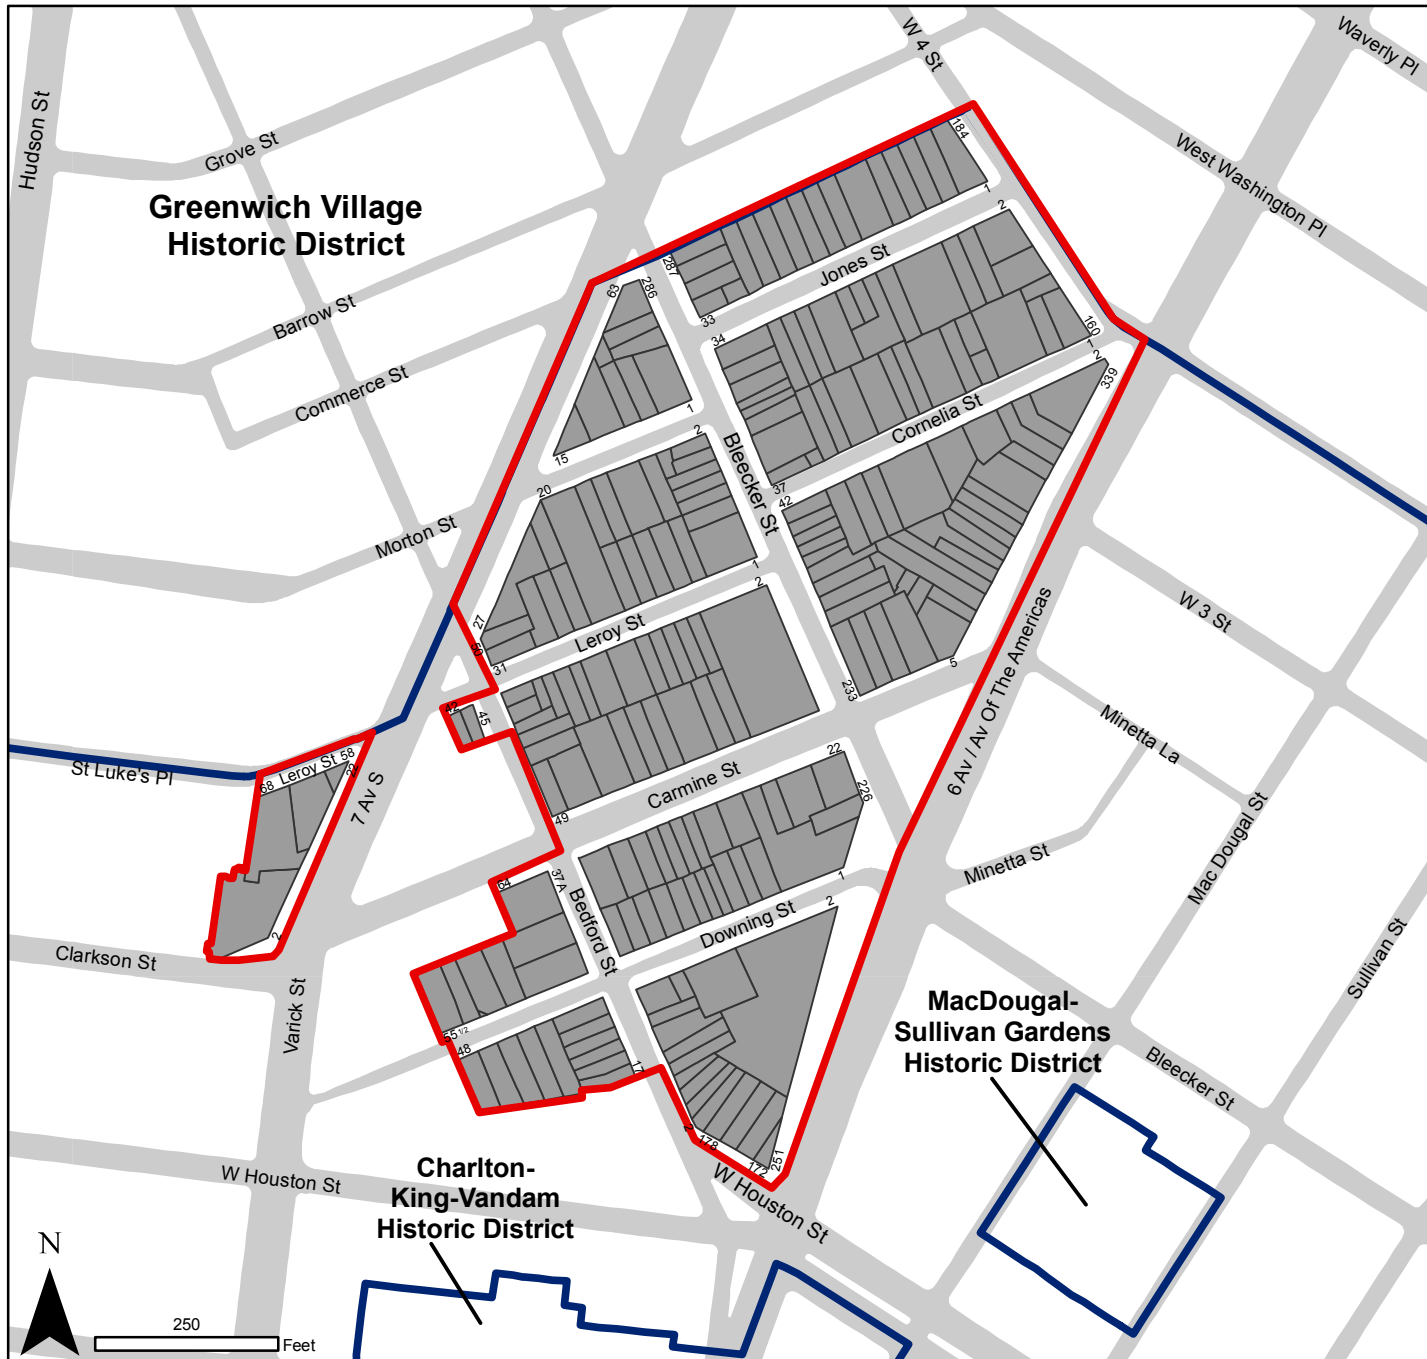 W 4 St
Waverly Pl
Hudson St
Grove St
184
West Washington Pl
Greenwich Village
Historic District
1
2
Jones St
287
286
63
Barrow St
33
34
160
1
2
339
Commerce St
1
2
Cornelia St
Bleecker St
15
20
37
42
Morton St
1
2
W 3 St
27
50
Leroy St
31
6 Av / Av Of The Americas
5
233
42
45
Minetta La
St Luke's Pl
68
Leroy St
58
22
7 Av S
Carmine St
22
226
49
Mac Dougal St
Minetta St
64
37A
1
2
Bedford St
Downing St
Sullivan St
Clarkson St
2
Varick St
MacDougal-
Sullivan Gardens
Historic District
55 1/2
48
17
Bleecker St
2
178
172
251
W Houston St
W Houston St
Charlton-
King-Vandam
Historic District
N
250
Feet